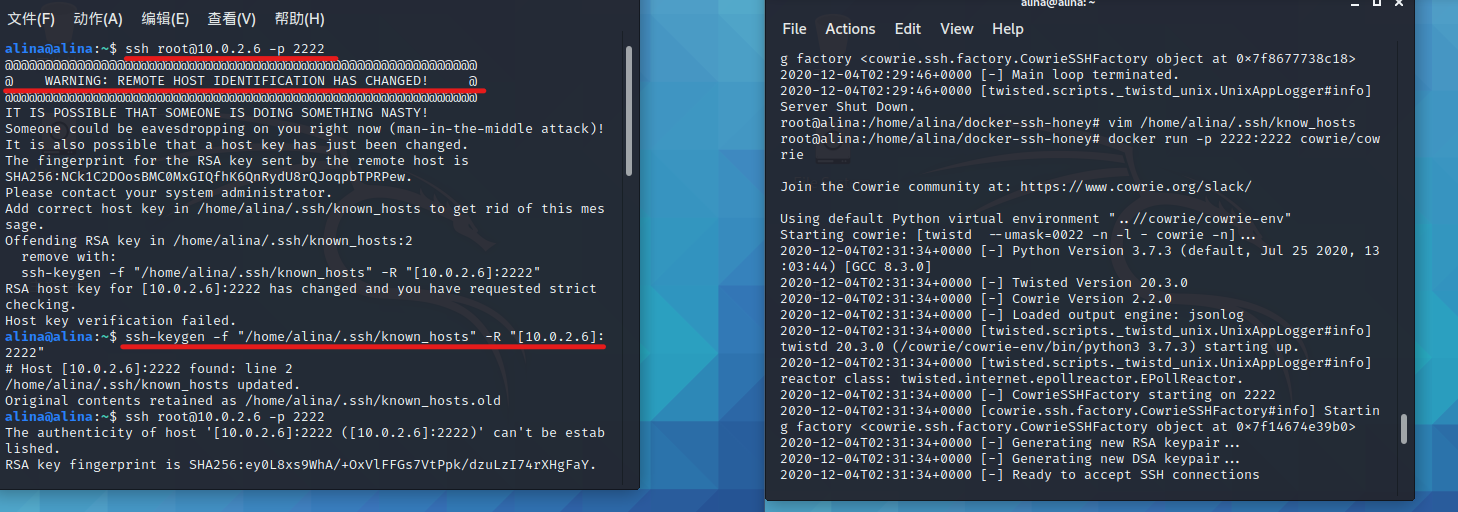 文件(F) 动作(A) 编辑(E) 查看(V) 帮助(H)
alina@alina:~$ ssh root@10.0.2.6 -p 2222
@@@@@@@@@@@@@@@@@@@@@@@@@@@@@@@@@@@@@@@@@@@@@@@@@@@@@@@@@@@
@    WARNING: REMOTE HOST IDENTIFICATION HAS CHANGED!     @
@@@@@@@@@@@@@@@@@@@@@@@@@@@@@@@@@@@@@@@@@@@@@@@@@@@@@@@@@@@
IT IS POSSIBLE THAT SOMEONE IS DOING SOMETHING NASTY!
Someone could be eavesdropping on you right now (man-in-the-middle attack)!
It is also possible that a host key has just been changed.
The fingerprint for the RSA key sent by the remote host is
SHA256:NCk1C2DOosBMC0MxGIQfhK6QnRydU8rQJoqpbTPRPew.
Please contact your system administrator.
Add correct host key in /home/alina/.ssh/known_hosts to get rid of this mes
sage.
Offending RSA key in /home/alina/.ssh/known_hosts:2
  remove with:
  ssh-keygen -f "/home/alina/.ssh/known_hosts" -R "[10.0.2.6]:2222"
RSA host key for [10.0.2.6]:2222 has changed and you have requested strict
checking.
Host key verification failed.
alina@alina:~$ ssh-keygen -f "/home/alina/.ssh/known_hosts" -R "[10.0.2.6]:
2222"
# Host [10.0.2.6]:2222 found: line 2
/home/alina/.ssh/known_hosts updated.
Original contents retained as /home/alina/.ssh/known_hosts.old
alina@alina:~$ ssh root@10.0.2.6 -p 2222
The authenticity of host '[10.0.2.6]:2222 ([10.0.2.6]:2222)' can't be estab
lished.
RSA key fingerprint is SHA256:ey0L8xs9WhA/+OxVlFFGs7VtPpk/dzuLzI74rXHgFaY.
alina@alina: ~
File Actions Edit View Help
g factory <cowrie.ssh.factory.CowrieSSHFactory object at 0×7f8677738c18>
2020-12-04T02:29:46+0000 [-] Main loop terminated.
2020-12-04T02:29:46+0000 [twisted.scripts._twistd_unix.UnixAppLogger#info]
Server Shut Down.
root@alina:/home/alina/docker-ssh-honey# vim /home/alina/.ssh/know_hosts
root@alina:/home/alina/docker-ssh-honey# docker run -p 2222:2222 cowrie/cow
rie
Join the Cowrie community at: https://www.cowrie.org/slack/
Using default Python virtual environment "..//cowrie/cowrie-env"
Starting cowrie: [twistd  --umask=0022 -n -l - cowrie -n]...
2020-12-04T02:31:34+0000 [-] Python Version 3.7.3 (default, Jul 25 2020, 13
:03:44) [GCC 8.3.0]
2020-12-04T02:31:34+0000 [-] Twisted Version 20.3.0
2020-12-04T02:31:34+0000 [-] Cowrie Version 2.2.0
2020-12-04T02:31:34+0000 [-] Loaded output engine: jsonlog
2020-12-04T02:31:34+0000 [twisted.scripts._twistd_unix.UnixAppLogger#info]
twistd 20.3.0 (/cowrie/cowrie-env/bin/python3 3.7.3) starting up.
2020-12-04T02:31:34+0000 [twisted.scripts._twistd_unix.UnixAppLogger#info]
reactor class: twisted.internet.epollreactor.EPollReactor.
2020-12-04T02:31:34+0000 [-] CowrieSSHFactory starting on 2222
2020-12-04T02:31:34+0000 [cowrie.ssh.factory.CowrieSSHFactory#info] Startin
g factory <cowrie.ssh.factory.CowrieSSHFactory object at 0×7f14674e39b0>
2020-12-04T02:31:34+0000 [-] Generating new RSA keypair...
2020-12-04T02:31:34+0000 [-] Generating new DSA keypair...
2020-12-04T02:31:34+0000 [-] Ready to accept SSH connections